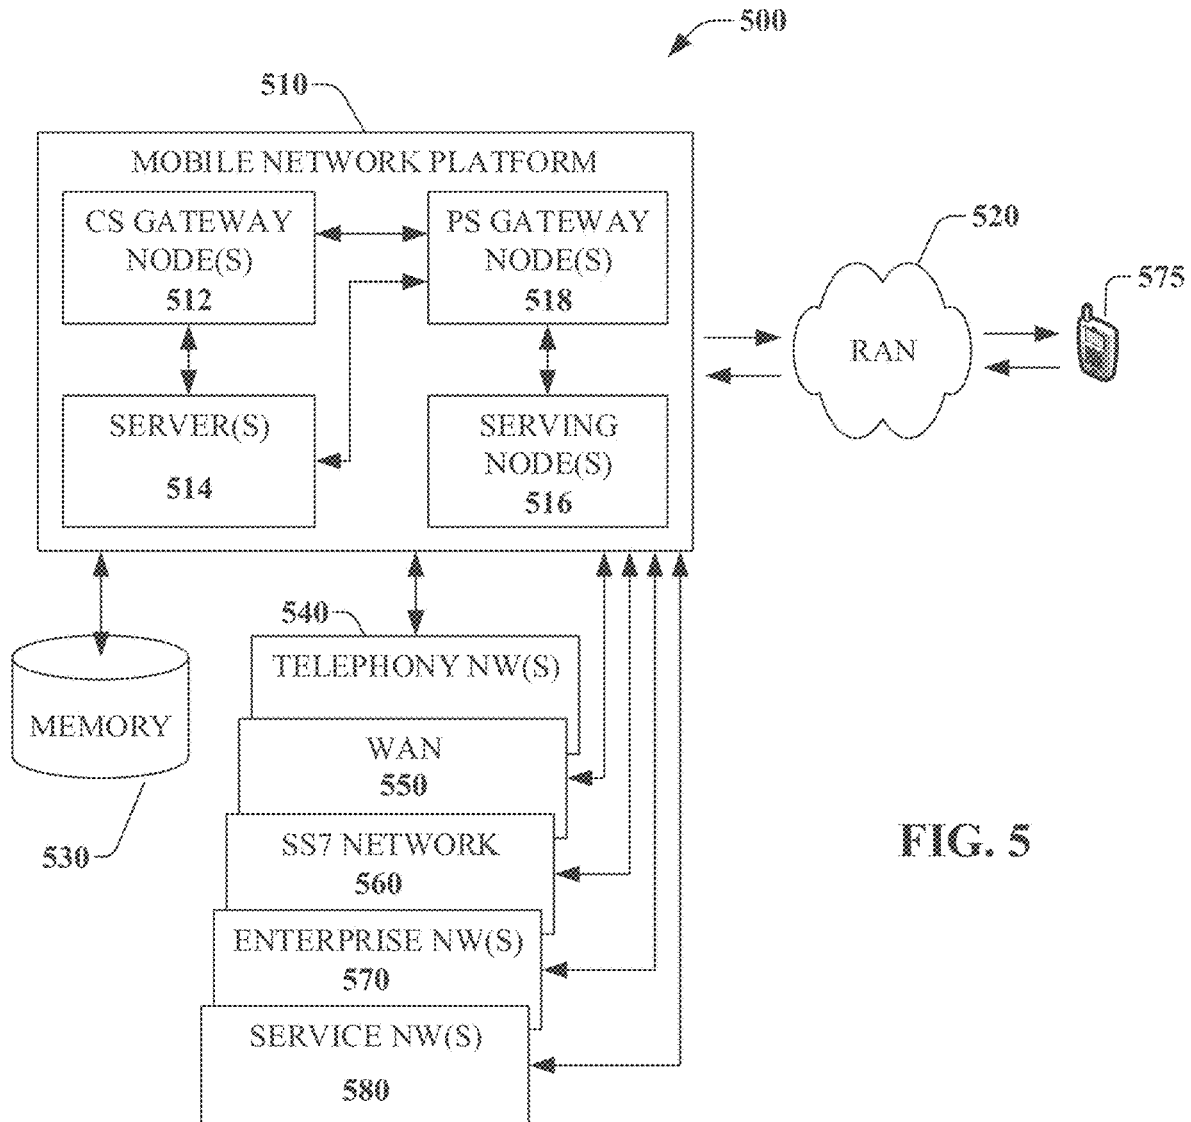 500
510
MOBILE NETWORK PLATFORM
CS GATEWAY
NODE(S)
512
PS GATEWAY
NODE(S)
518
520
575
RAN
SERVER(S)
514
SERVING
NODE(S)
516
540
TELEPHONY NW(S)
MEMORY
530
WAN
550
SS7 NETWORK
560
FIG. 5
ENTERPRISE NW(S)
570
SERVICE NW(S)
580